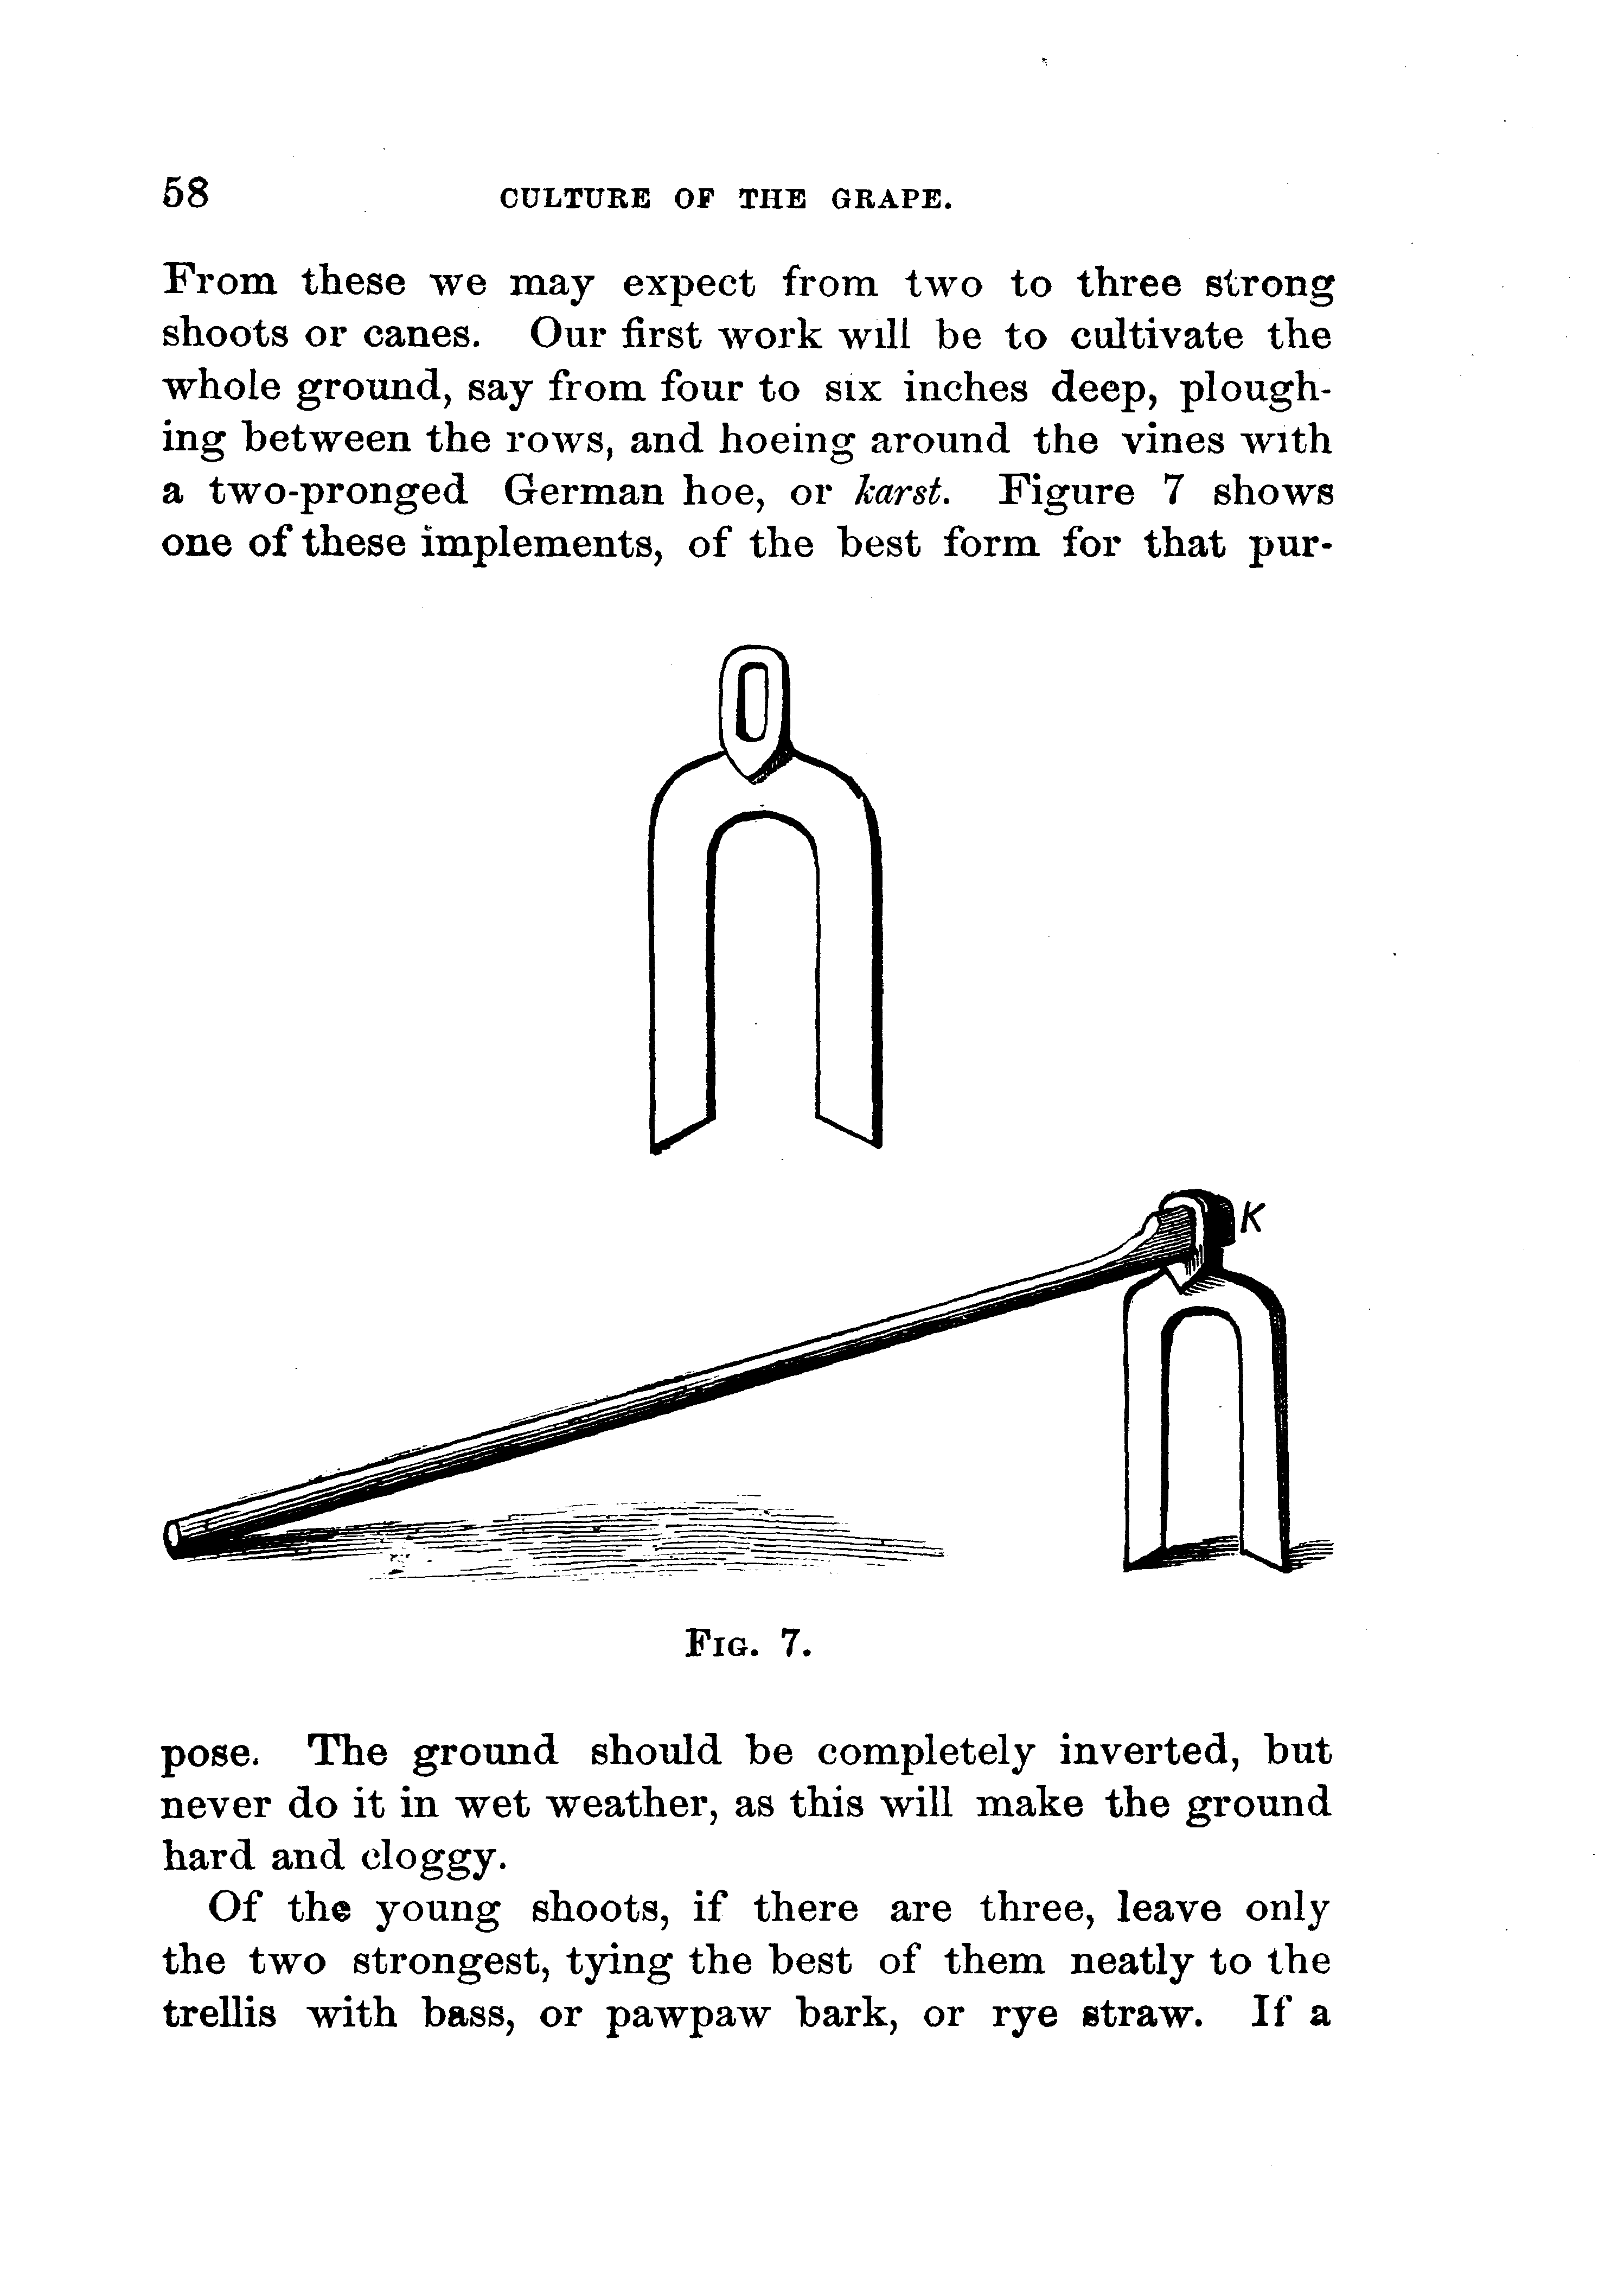 58 CULTURE OF THE GRAPE.
From these we may expect from two to three strong
shoots or canes. Our first work will be to cultivate the
whole ground, say from four to six inches deep, plough-
ing between the rows, and hoeing around the vines with
a two-pronged German hoe, or karst. Figure 7 shows
one of these implements, of the best form for that pur-
K
FIG. 7.
pose. The ground should be completely inverted, but
never do it in wet weather, as this will make the ground
hard and cloggy.
Of the young shoots, if there are three, leave only
the two strongest, tying the best of them neatly to the
trellis with bass, or pawpaw bark, or rye straw. If a